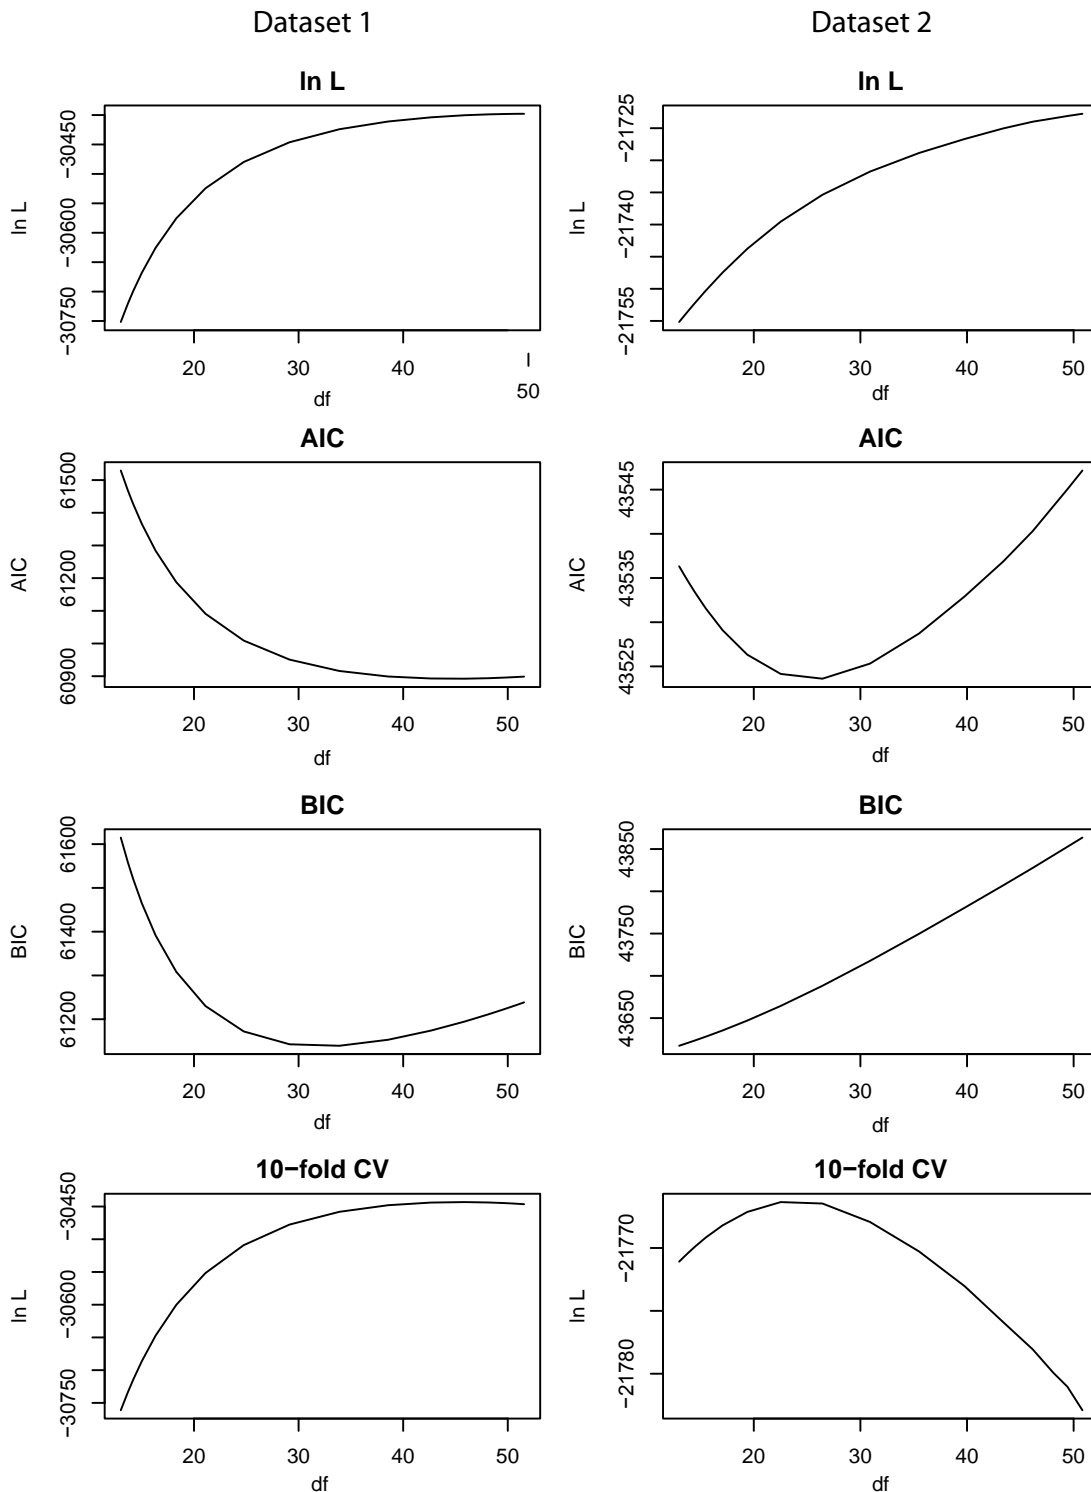 Dataset 1
Dataset 2
ln L
ln L
−30450
−30600
−30750
ln L
20
30
40
50
df
−21725
−21740
−21755
ln L
20
30
40
50
df
AIC
AIC
61500
61200
60900
AIC
20
30
40
50
df
43545
43535
43525
AIC
20
30
40
50
df
BIC
BIC
61600
61400
61200
BIC
20
30
40
50
df
43850
43750
43650
BIC
20
30
40
50
df
10−fold CV
10−fold CV
−30450
−30600
−30750
ln L
20
30
40
50
df
−21770
−21780
ln L
20
30
40
50
df